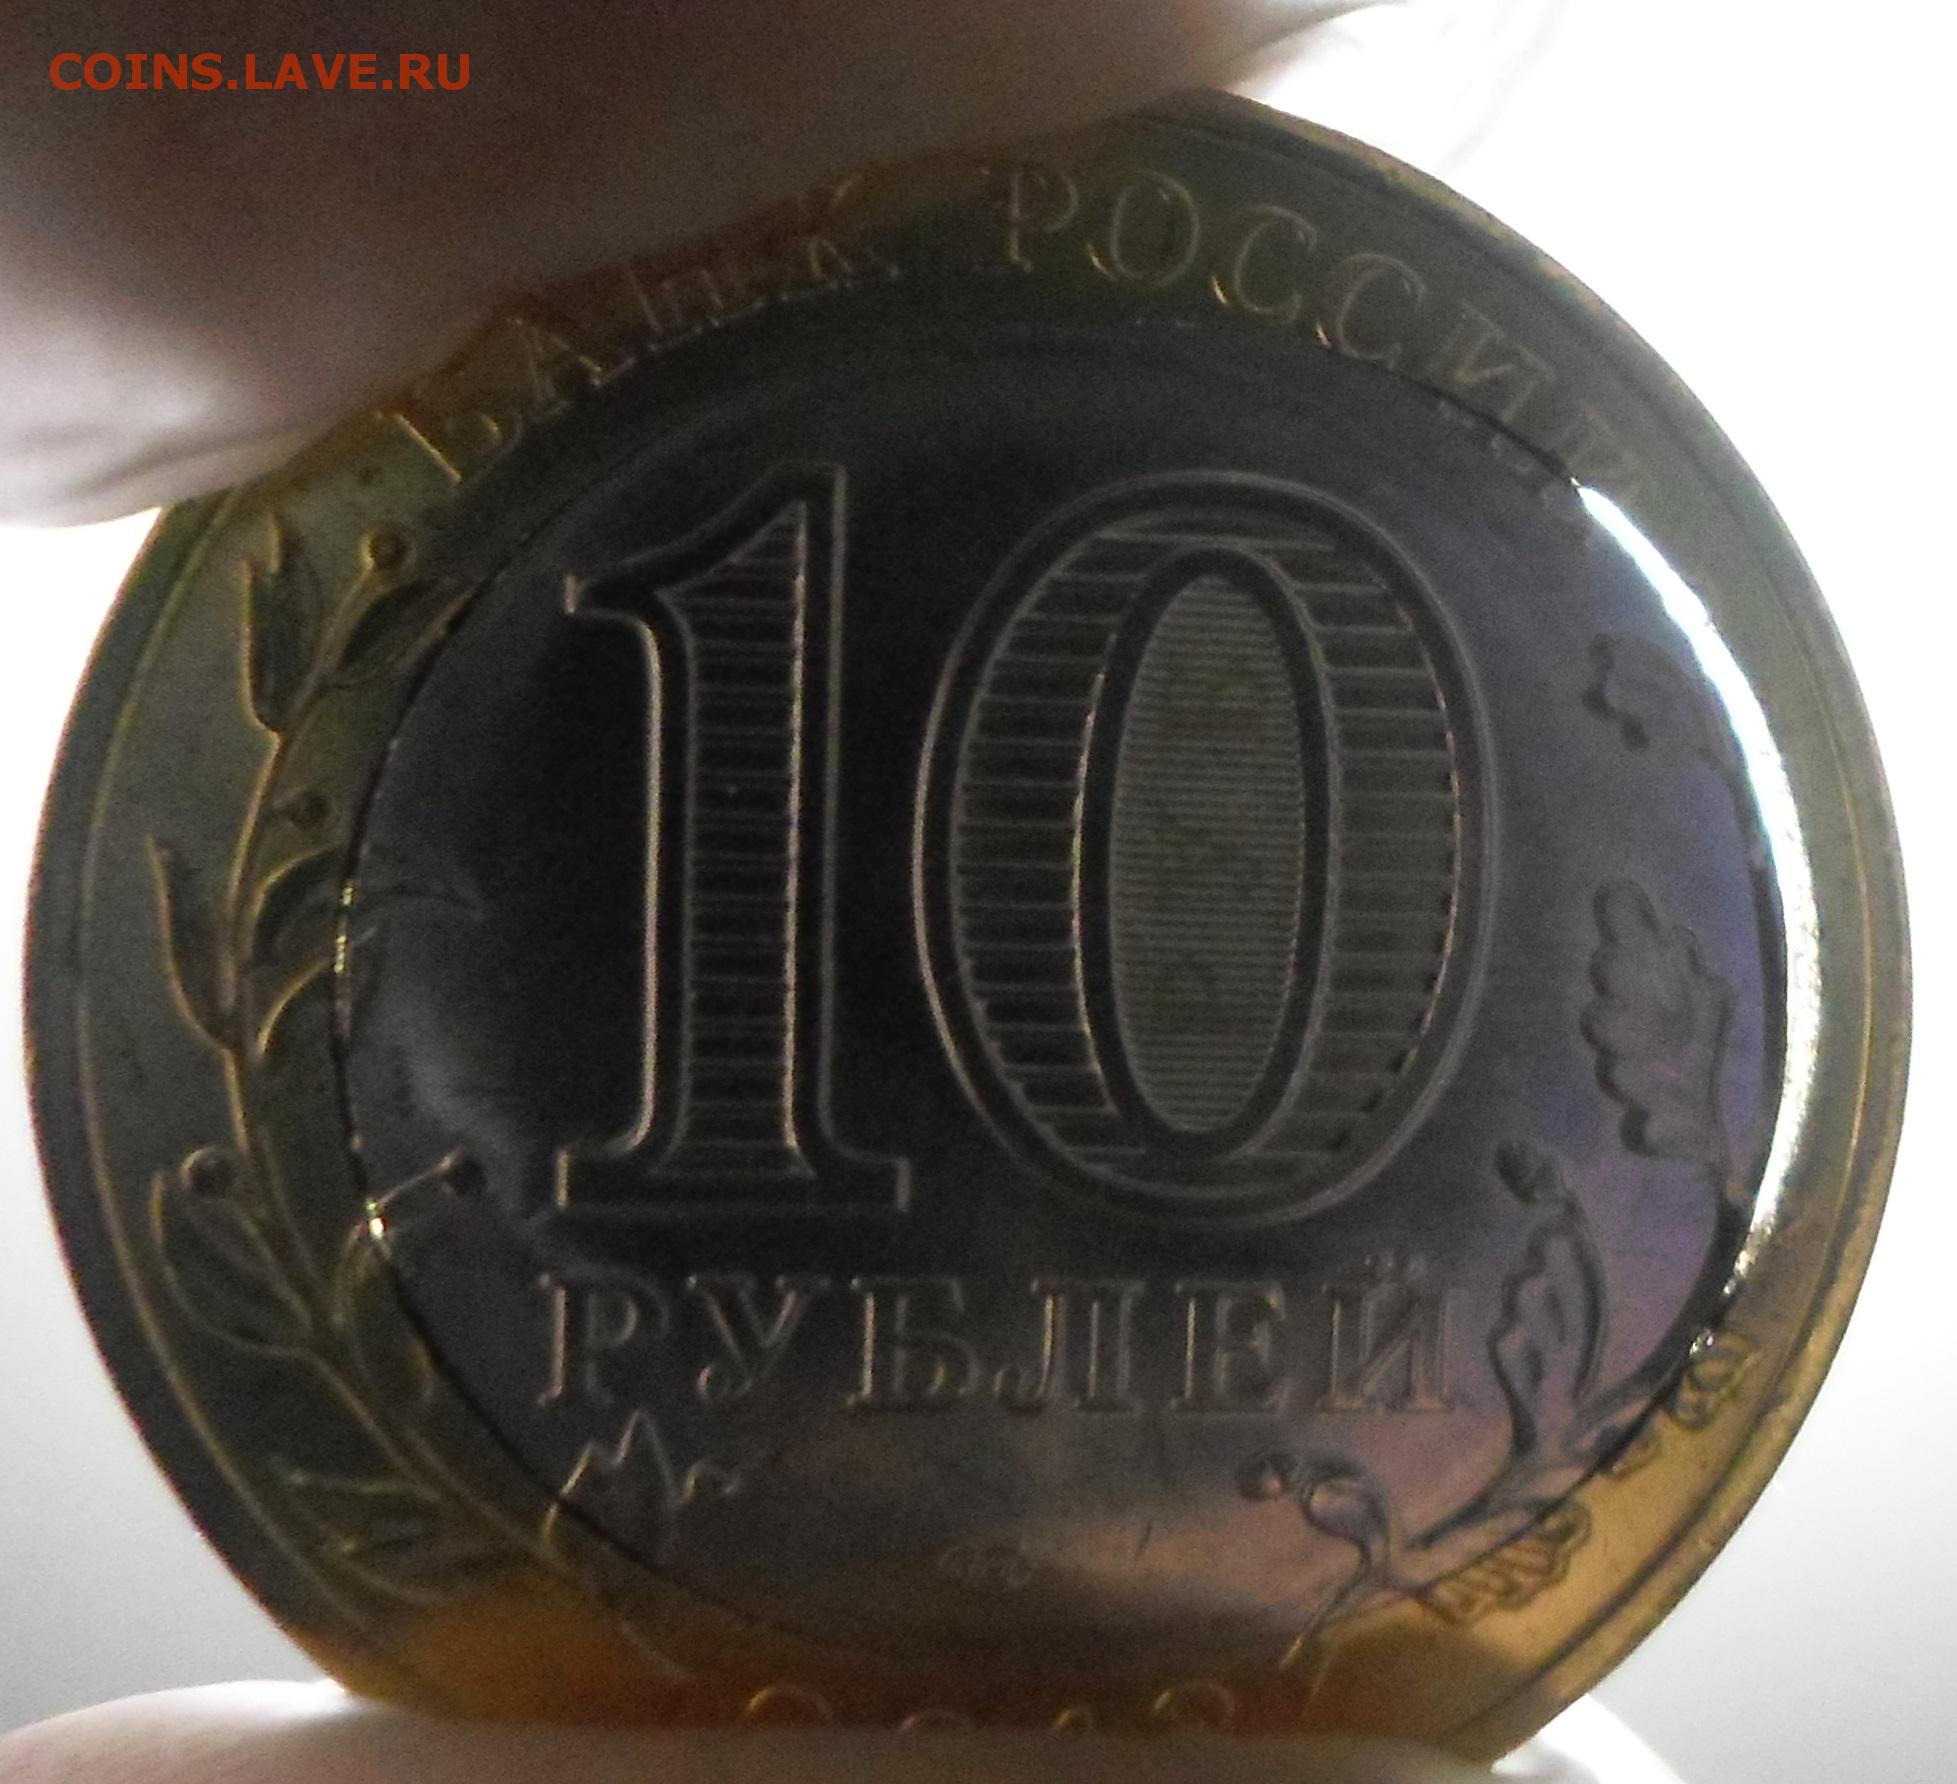 COINS.LAVE.RU
БАНК РОССИИ
10
РУБЛЕЙ